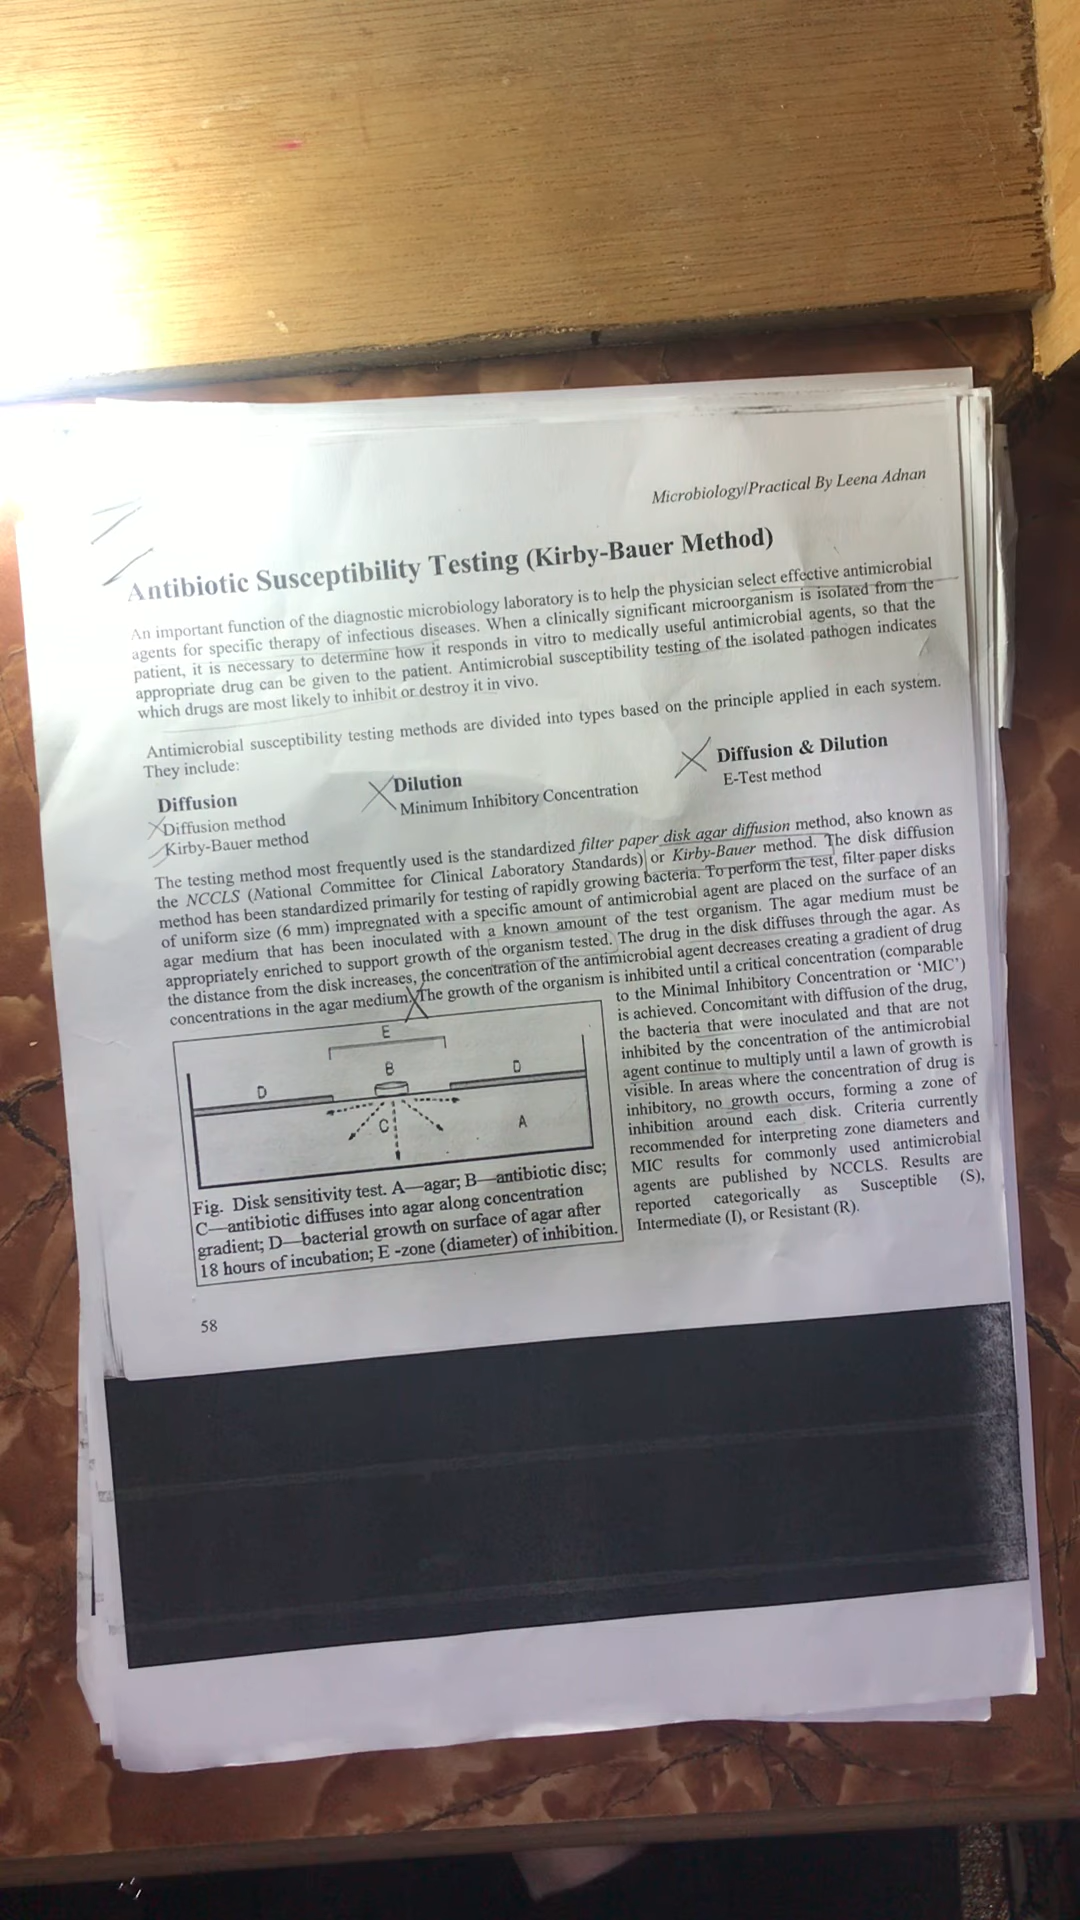 Microbiology/Practical By Leena Adnan
Antibiotic Susceptibility Testing (Kirby-Bauer Method)
An important function of the diagnostic microbiology laboratory is to help the physician select effective antimicrobial
agents for specific therapy of infectious diseases. When a clinically significant microorganism is isolated from the
patient, it is necessary to determine how it responds in vitro to medically useful antimicrobial agents, so that the
appropriate drug can be given to the patient. Antimicrobial susceptibility testing of the isolated pathogen indicates
which drugs are most likely to inhibit or destroy it in vivo.
Antimicrobial susceptibility testing methods are divided into types based on the principle applied in each system.
They include:
Diffusion
Diffusion method
Kirby-Bauer method
Dilution
Minimum Inhibitory Concentration
Diffusion & Dilution
E-Test method
The testing method most frequently used is the standardized filter paper disk agar diffusion method, also known as
the NCCLS (National Committee for Clinical Laboratory Standards) or Kirby-Bauer method. The disk diffusion
method has been standardized primarily for testing of rapidly growing bacteria. To perform the test, filter paper disks
of uniform size (6 mm) impregnated with a specific amount of antimicrobial agent are placed on the surface of an
agar medium that has been inoculated with a known amount of the test organism. The agar medium must be
appropriately enriched to support growth of the organism tested. The drug in the disk diffuses through the agar. As
the distance from the disk increases, the concentration of the antimicrobial agent decreases creating a gradient of drug
concentrations in the agar medium. The growth of the organism is inhibited until a critical concentration (comparable
to the Minimal Inhibitory Concentration or ‘MIC’)
is achieved. Concomitant with diffusion of the drug,
the bacteria that were inoculated and that are not
inhibited by the concentration of the antimicrobial
agent continue to multiply until a lawn of growth is
visible. In areas where the concentration of drug is
inhibitory, no growth occurs, forming a zone of
inhibition around each disk. Criteria currently
recommended for interpreting zone diameters and
MIC results for commonly used antimicrobial
agents are published by NCCLS. Results are
reported categorically as Susceptible (S),
Intermediate (I), or Resistant (R).
E
B
D
D
C
A
Fig. Disk sensitivity test. A—agar; B—antibiotic disc;
C—antibiotic diffuses into agar along concentration
gradient; D—bacterial growth on surface of agar after
18 hours of incubation; E -zone (diameter) of inhibition.
58